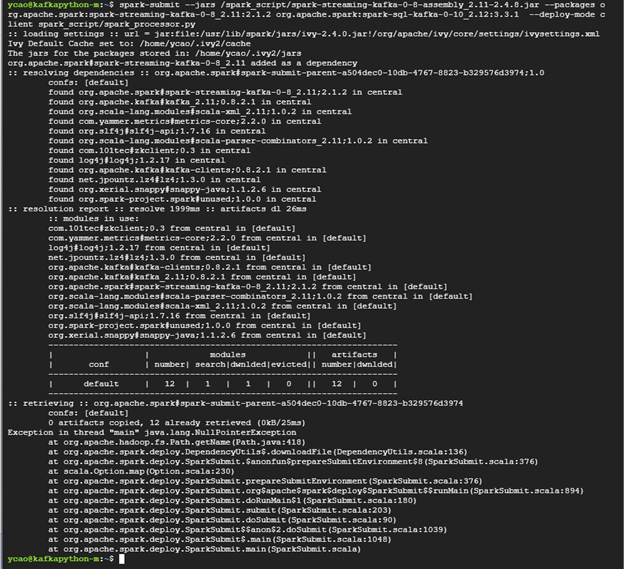 ycao@kafkapython-m:~$ spark-submit --jars /spark_script/spark-streaming-kafka-0-8-assembly_2.11-2.4.8.jar --packages o
rg.apache.spark:spark-streaming-kafka-0-8_2.11:2.1.2 org.apache.spark:spark-sql-kafka-0-10_2.12:3.3.1  --deploy-mode c
lient spark_script/spark_processor.py
:: loading settings :: url = jar:file:/usr/lib/spark/jars/ivy-2.4.0.jar!/org/apache/ivy/core/settings/ivysettings.xml
Ivy Default Cache set to: /home/ycao/.ivy2/cache
The jars for the packages stored in: /home/ycao/.ivy2/jars
org.apache.spark#spark-streaming-kafka-0-8_2.11 added as a dependency
:: resolving dependencies :: org.apache.spark#spark-submit-parent-a504dec0-10db-4767-8823-b329576d3974;1.0
confs: [default]
found org.apache.spark#spark-streaming-kafka-0-8_2.11;2.1.2 in central
found org.apache.kafka#kafka_2.11;0.8.2.1 in central
found org.scala-lang.modules#scala-xml_2.11;1.0.2 in central
found com.yammer.metrics#metrics-core;2.2.0 in central
found org.slf4j#slf4j-api;1.7.16 in central
found org.scala-lang.modules#scala-parser-combinators_2.11;1.0.2 in central
found com.101tec#zkclient;0.3 in central
found log4j#log4j;1.2.17 in central
found org.apache.kafka#kafka-clients;0.8.2.1 in central
found net.jpountz.lz4#lz4;1.3.0 in central
found org.xerial.snappy#snappy-java;1.1.2.6 in central
found org.spark-project.spark#unused;1.0.0 in central
:: resolution report :: resolve 1999ms :: artifacts dl 26ms
:: modules in use:
com.101tec#zkclient;0.3 from central in [default]
com.yammer.metrics#metrics-core;2.2.0 from central in [default]
log4j#log4j;1.2.17 from central in [default]
net.jpountz.lz4#lz4;1.3.0 from central in [default]
org.apache.kafka#kafka-clients;0.8.2.1 from central in [default]
org.apache.kafka#kafka_2.11;0.8.2.1 from central in [default]
org.apache.spark#spark-streaming-kafka-0-8_2.11;2.1.2 from central in [default]
org.scala-lang.modules#scala-parser-combinators_2.11;1.0.2 from central in [default]
org.scala-lang.modules#scala-xml_2.11;1.0.2 from central in [default]
org.slf4j#slf4j-api;1.7.16 from central in [default]
org.spark-project.spark#unused;1.0.0 from central in [default]
org.xerial.snappy#snappy-java;1.1.2.6 from central in [default]
---------------------------------------------------------------------
|                  |            modules            ||   artifacts   |
|       conf       | number| search|dwnlded|evicted|| number|dwnlded|
---------------------------------------------------------------------
|      default     |   12  |   1   |   1   |   0   ||   12  |   0   |
---------------------------------------------------------------------
:: retrieving :: org.apache.spark#spark-submit-parent-a504dec0-10db-4767-8823-b329576d3974
confs: [default]
0 artifacts copied, 12 already retrieved (0kB/25ms)
Exception in thread "main" java.lang.NullPointerException
at org.apache.hadoop.fs.Path.getName(Path.java:418)
at org.apache.spark.deploy.DependencyUtils$.downloadFile(DependencyUtils.scala:136)
at org.apache.spark.deploy.SparkSubmit.$anonfun$prepareSubmitEnvironment$8(SparkSubmit.scala:376)
at scala.Option.map(Option.scala:230)
at org.apache.spark.deploy.SparkSubmit.prepareSubmitEnvironment(SparkSubmit.scala:376)
at org.apache.spark.deploy.SparkSubmit.org$apache$spark$deploy$SparkSubmit$$runMain(SparkSubmit.scala:894)
at org.apache.spark.deploy.SparkSubmit.doRunMain$1(SparkSubmit.scala:180)
at org.apache.spark.deploy.SparkSubmit.submit(SparkSubmit.scala:203)
at org.apache.spark.deploy.SparkSubmit.doSubmit(SparkSubmit.scala:90)
at org.apache.spark.deploy.SparkSubmit$$anon$2.doSubmit(SparkSubmit.scala:1039)
at org.apache.spark.deploy.SparkSubmit$.main(SparkSubmit.scala:1048)
at org.apache.spark.deploy.SparkSubmit.main(SparkSubmit.scala)
ycao@kafkapython-m:~$